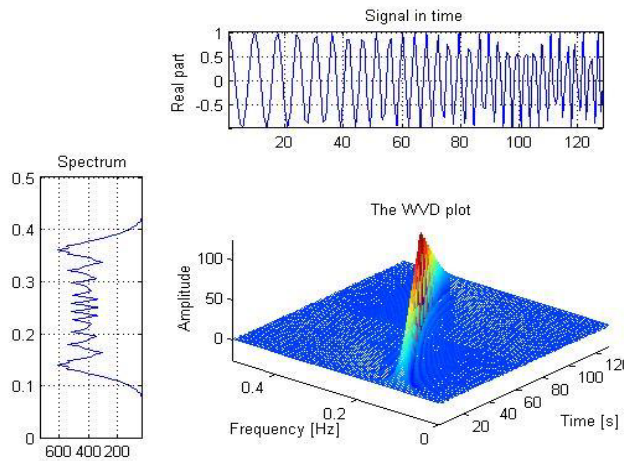 Signal in time
Real part
1
0.5
0
-0.5
20 40 60 80 100 120
Spectrum
0.5
0.4
0.3
0.2
0.1
0
600 400 200
The WVD plot
Amplitude
100
50
0
0.4
0.2
0
Frequency [Hz]
20 40 60 80 100 120
Time [s]